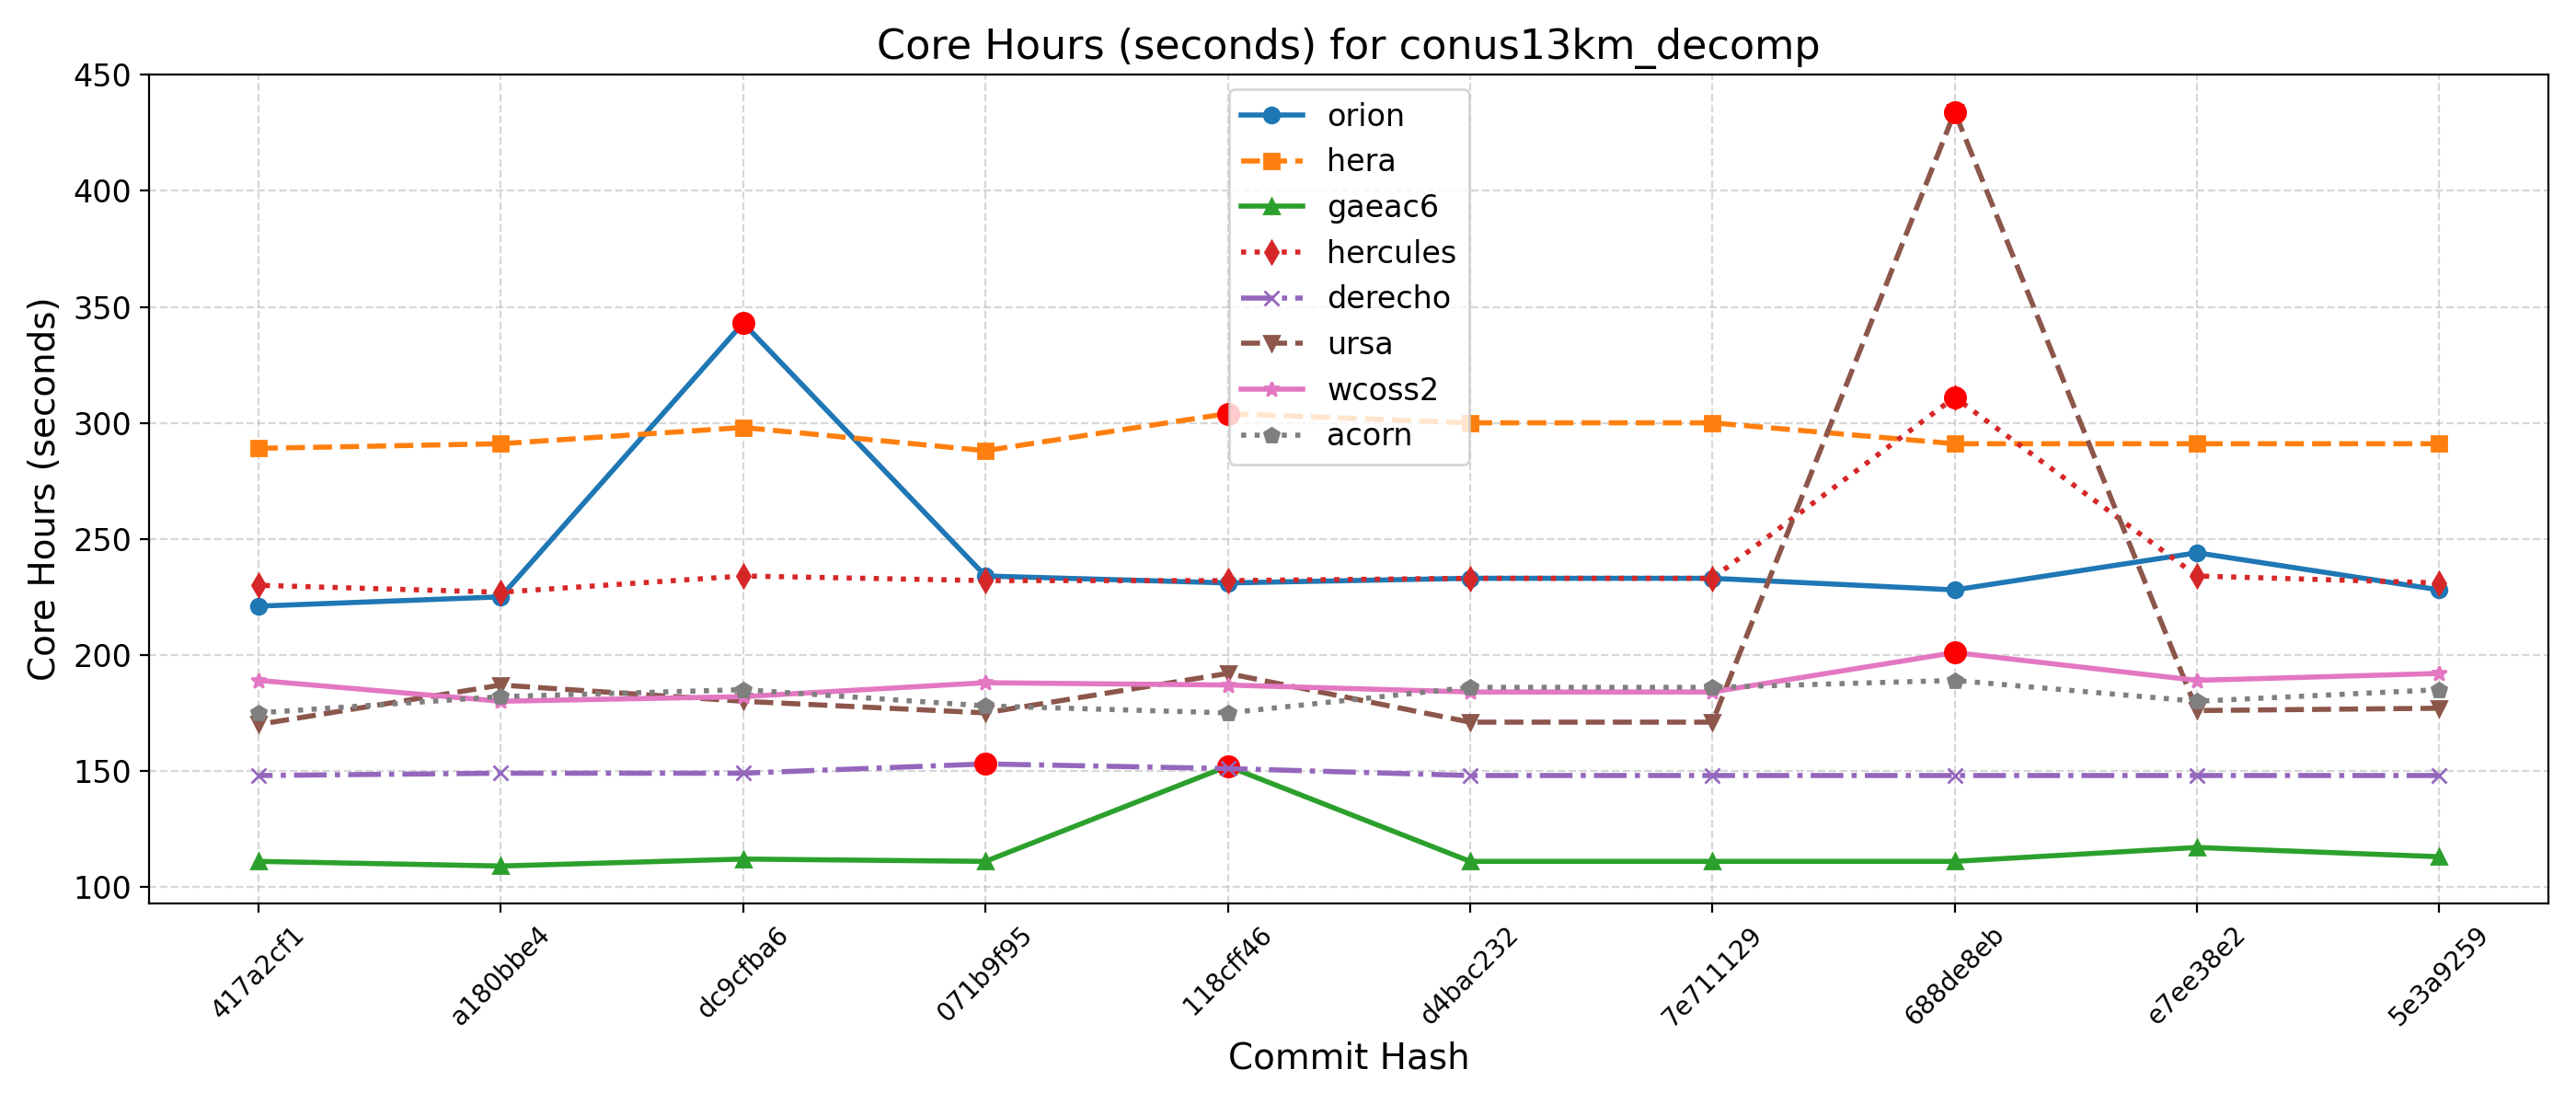 Core Hours (seconds) for conus13km_decomp
Core Hours (seconds)
450
400
350
300
250
200
150
100
orion
hera
gaeac6
hercules
derecho
ursa
wcoss2
acorn
417a2cf1
a180bbe4
dc9cfba6
071b9f95
118cff46
d4bac232
7e711129
688de8eb
e7ee38e2
5e3a9259
Commit Hash